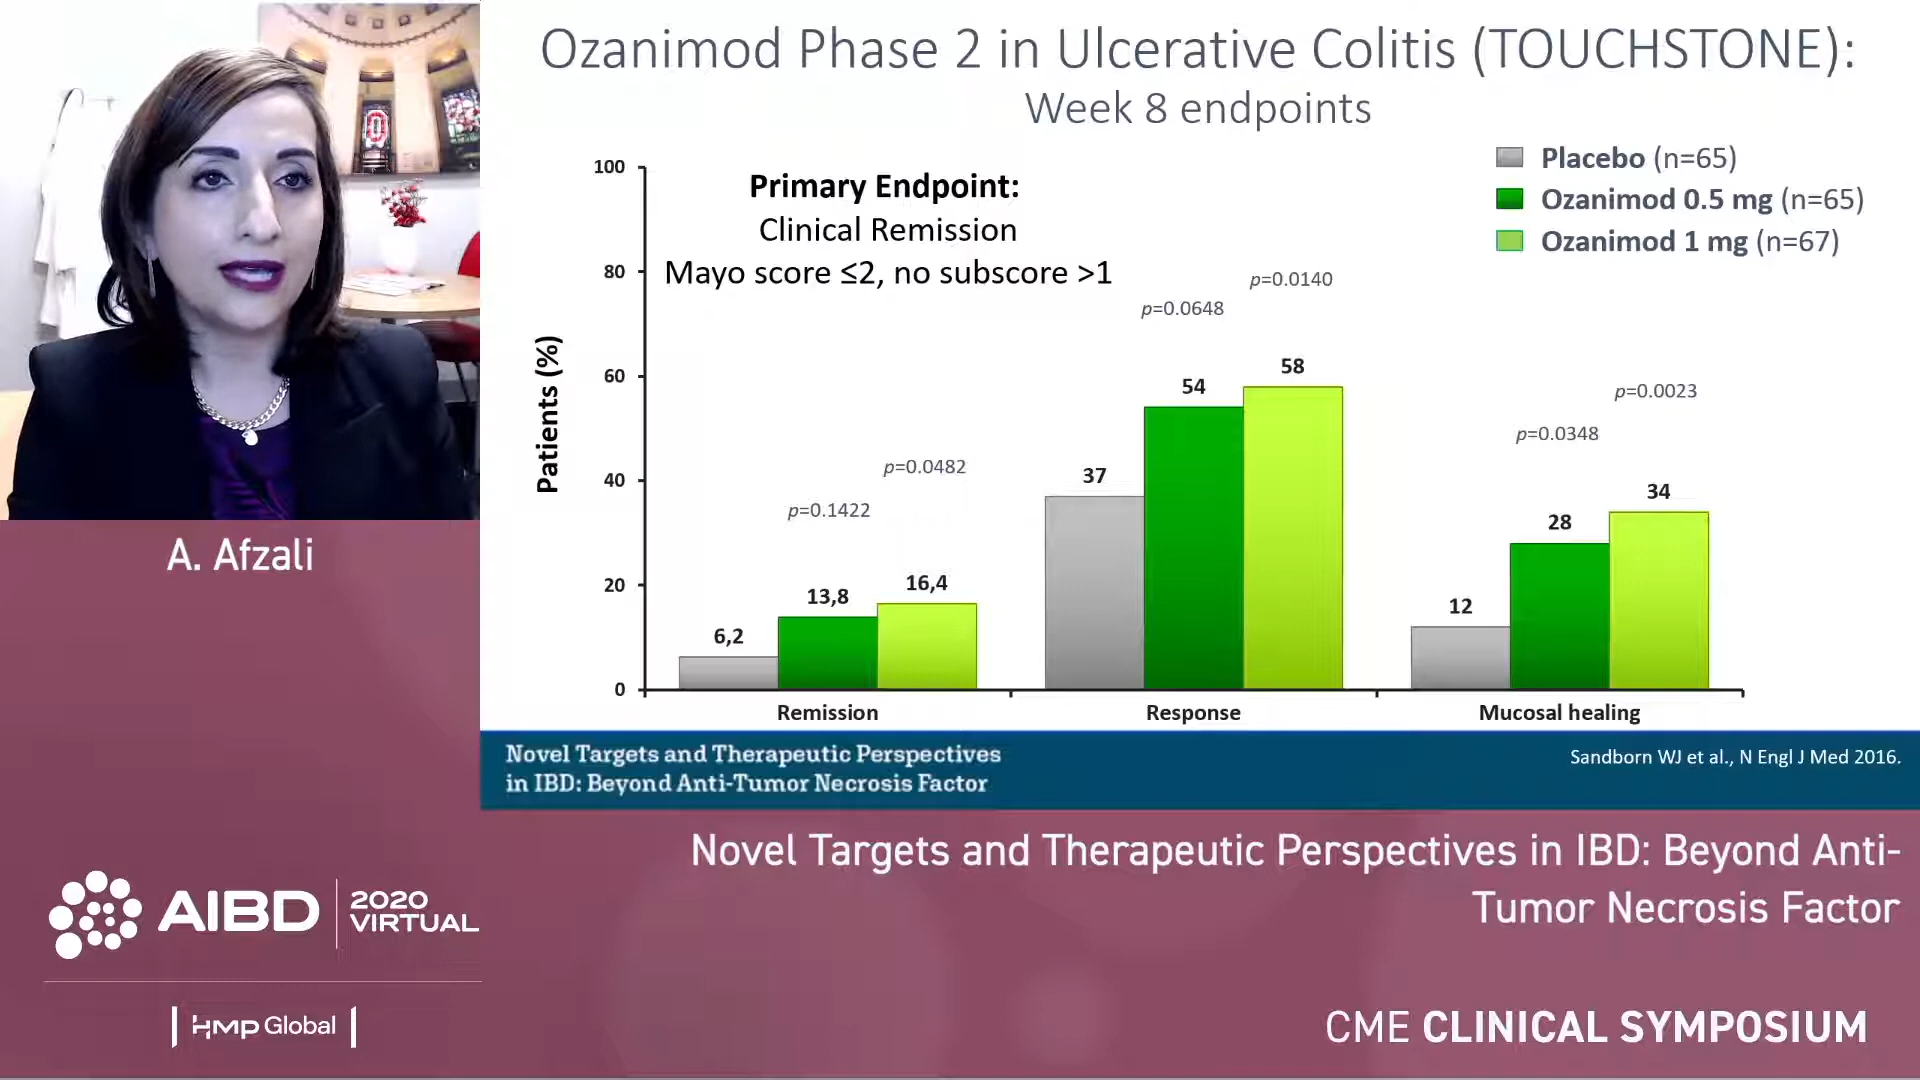 Ozanimod Phase 2 in Ulcerative Colitis (TOUCHSTONE):
Week 8 endpoints
Placebo (n=65)
Ozanimod 0.5 mg (n=65)
Ozanimod 1 mg (n=67)
Primary Endpoint:
Clinical Remission
Mayo score ≤2, no subscore >1
Patients (%)
100
80
60
40
20
0
6,2
13,8
16,4
p=0.1422
p=0.0482
37
54
58
p=0.0648
p=0.0140
12
28
34
p=0.0348
p=0.0023
Remission
Response
Mucosal healing
Novel Targets and Therapeutic Perspectives
in IBD: Beyond Anti-Tumor Necrosis Factor
Sandborn WJ et al., N Engl J Med 2016.
A. Afzali
Novel Targets and Therapeutic Perspectives in IBD: Beyond Anti-
Tumor Necrosis Factor
AIBD
2020
VIRTUAL
HMP Global
CME CLINICAL SYMPOSIUM